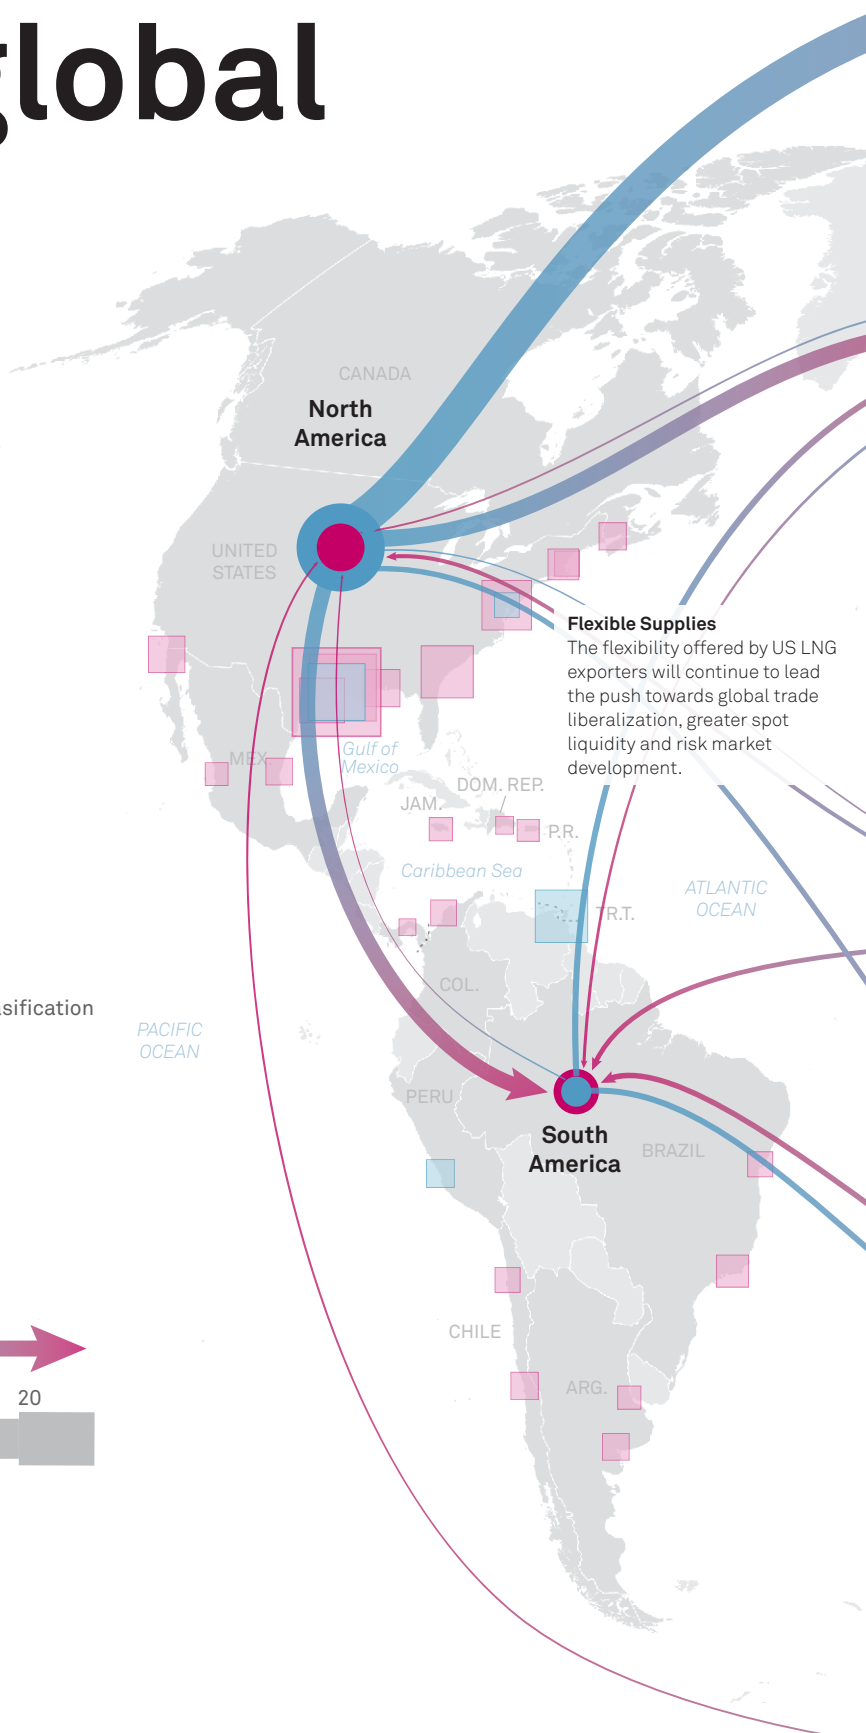 global
CANADA
North
America
UNITED
STATES
Flexible Supplies
The flexibility offered by US LNG
exporters will continue to lead
the push towards global trade
liberalization, greater spot
liquidity and risk market
development.
MEX.
Gulf of
Mexico
DOM. REP.
JAM.
P.R.
Caribbean Sea
ATLANTIC
OCEAN
TR.T.
COL.
sification
PACIFIC
OCEAN
PERU
South
America
BRAZIL
CHILE
ARG.
20